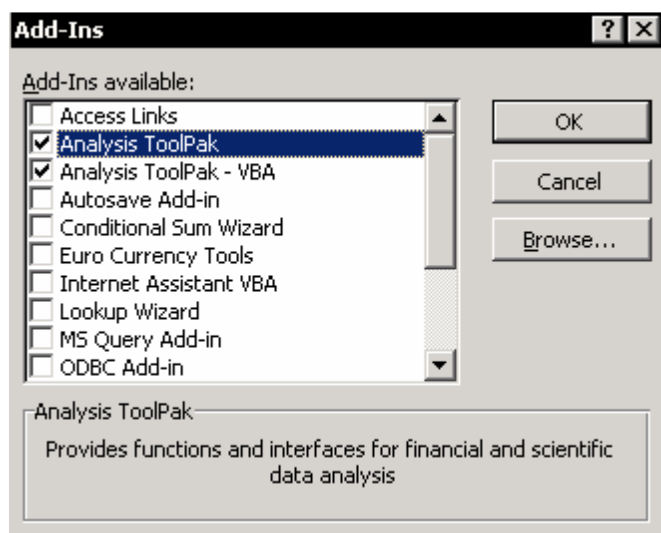 Add-Ins
Add-Ins available:
Access Links
Analysis ToolPak
Analysis ToolPak - VBA
Autosave Add-in
Conditional Sum Wizard
Euro Currency Tools
Internet Assistant VBA
Lookup Wizard
MS Query Add-in
ODBC Add-in
OK
Cancel
Browse...
Analysis ToolPak
Provides functions and interfaces for financial and scientific
data analysis